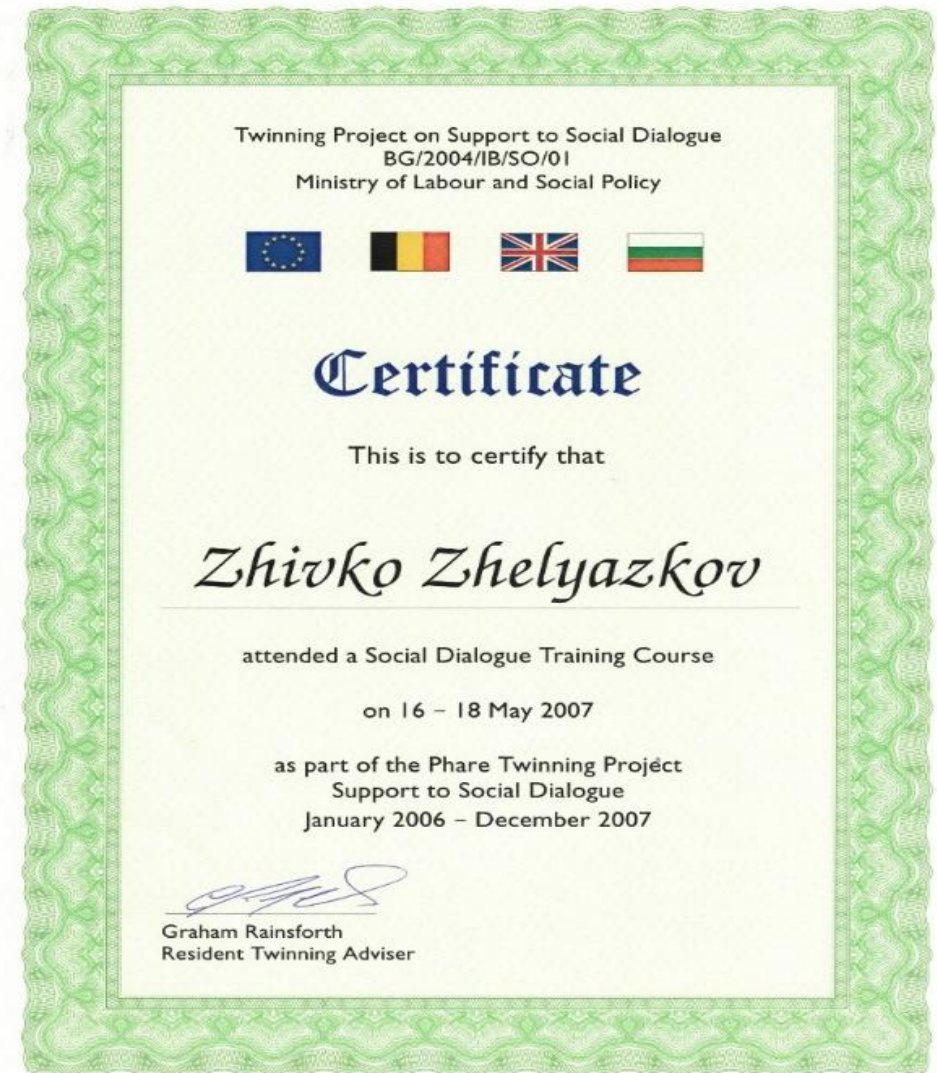 Twinning Project on Support to Social Dialogue
BG/2004/IB/SO/01
Ministry of Labour and Social Policy
Certificate
This is to certify that
Zhivko Zhelyazkov
attended a Social Dialogue Training Course
on 16 – 18 May 2007
as part of the Phare Twinning Project
Support to Social Dialogue
January 2006 – December 2007
Graham Rainsforth
Resident Twinning Adviser